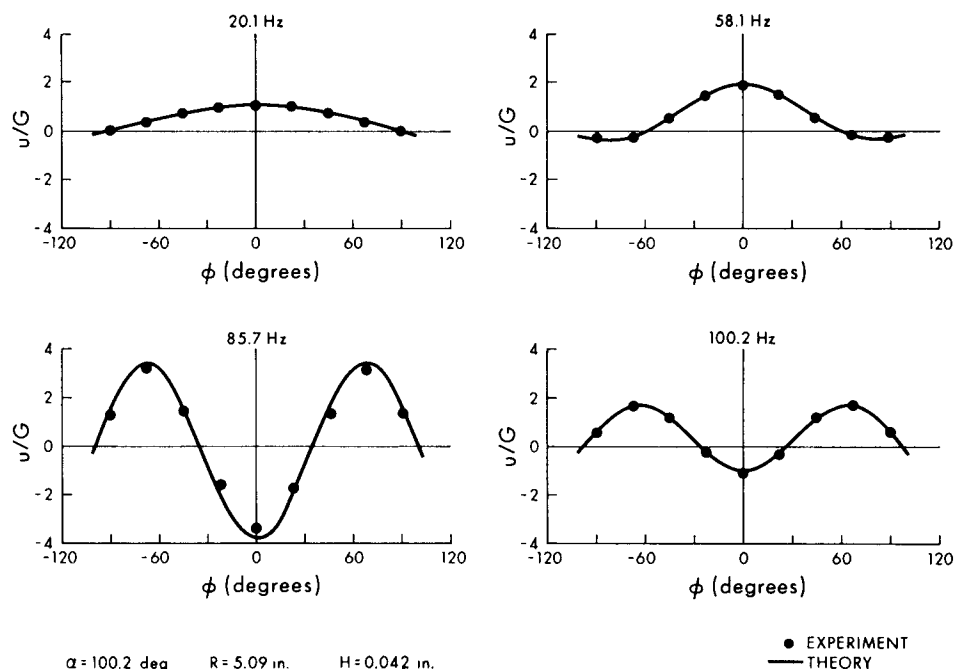 20.1 Hz
4
2
0
-2
-4
u/G
-120
-60
0
60
120
ϕ (degrees)
58.1 Hz
4
2
0
-2
-4
u/G
-120
-60
0
60
120
ϕ (degrees)
85.7 Hz
4
2
0
-2
-4
u/G
-120
-60
0
60
120
ϕ (degrees)
100.2 Hz
4
2
0
-2
-4
u/G
-120
-60
0
60
120
ϕ (degrees)
α=100.2 deg R=5.09 in. H=0.042 in.
EXPERIMENT
THEORY